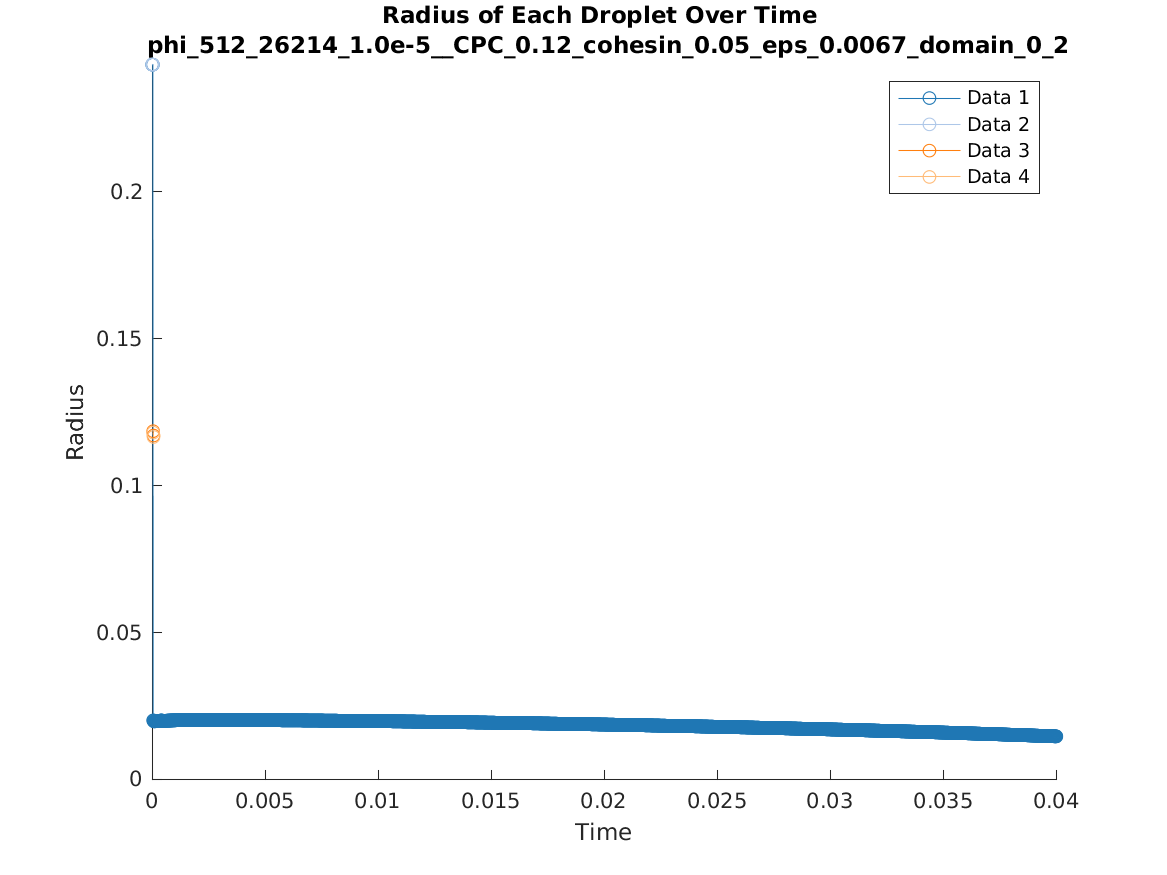 Radius of Each Droplet Over Time
phi_512_26214_1.0e-5__CPC_0.12_cohesin_0.05_eps_0.0067_domain_0_2
Data 1
Data 2
Data 3
Data 4
0.2
0.15
0.1
0.05
0
Radius
0
0.005
0.01
0.015
0.02
0.025
0.03
0.035
0.04
Time